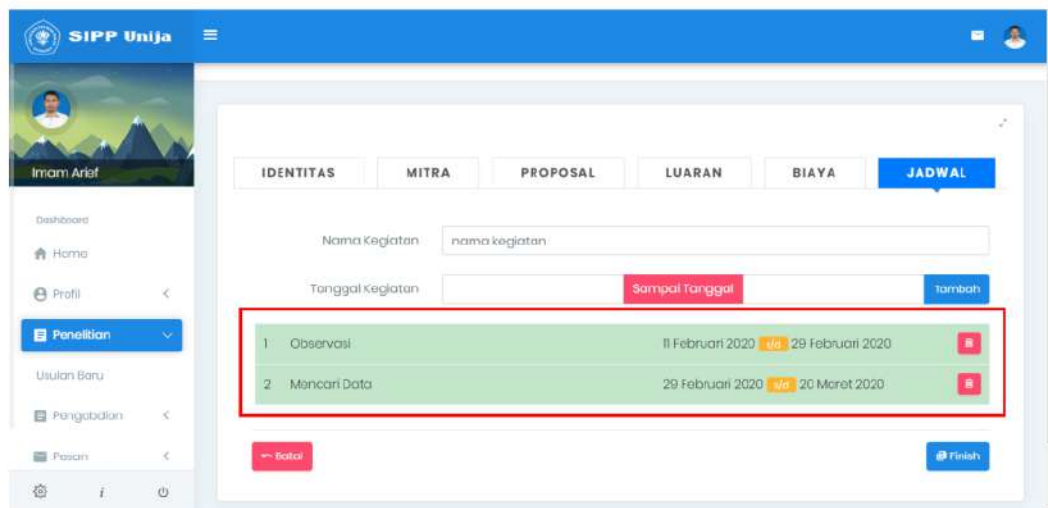 SIPP Unija
Imam Arief
Dashboard
Home
Profil
Penelitian
Usulan Baru
Pengabdian
Pesan
IDENTITAS MITRA PROPOSAL LUARAN BIAYA JADWAL
Nama Kegiatan nama kegiatan
Tanggal Kegiatan Sampai Tanggal Tambah
1 Observasi 11 Februari 2020 s/d 29 Februari 2020
2 Mencari Data 29 Februari 2020 s/d 20 Maret 2020
Batal Finish